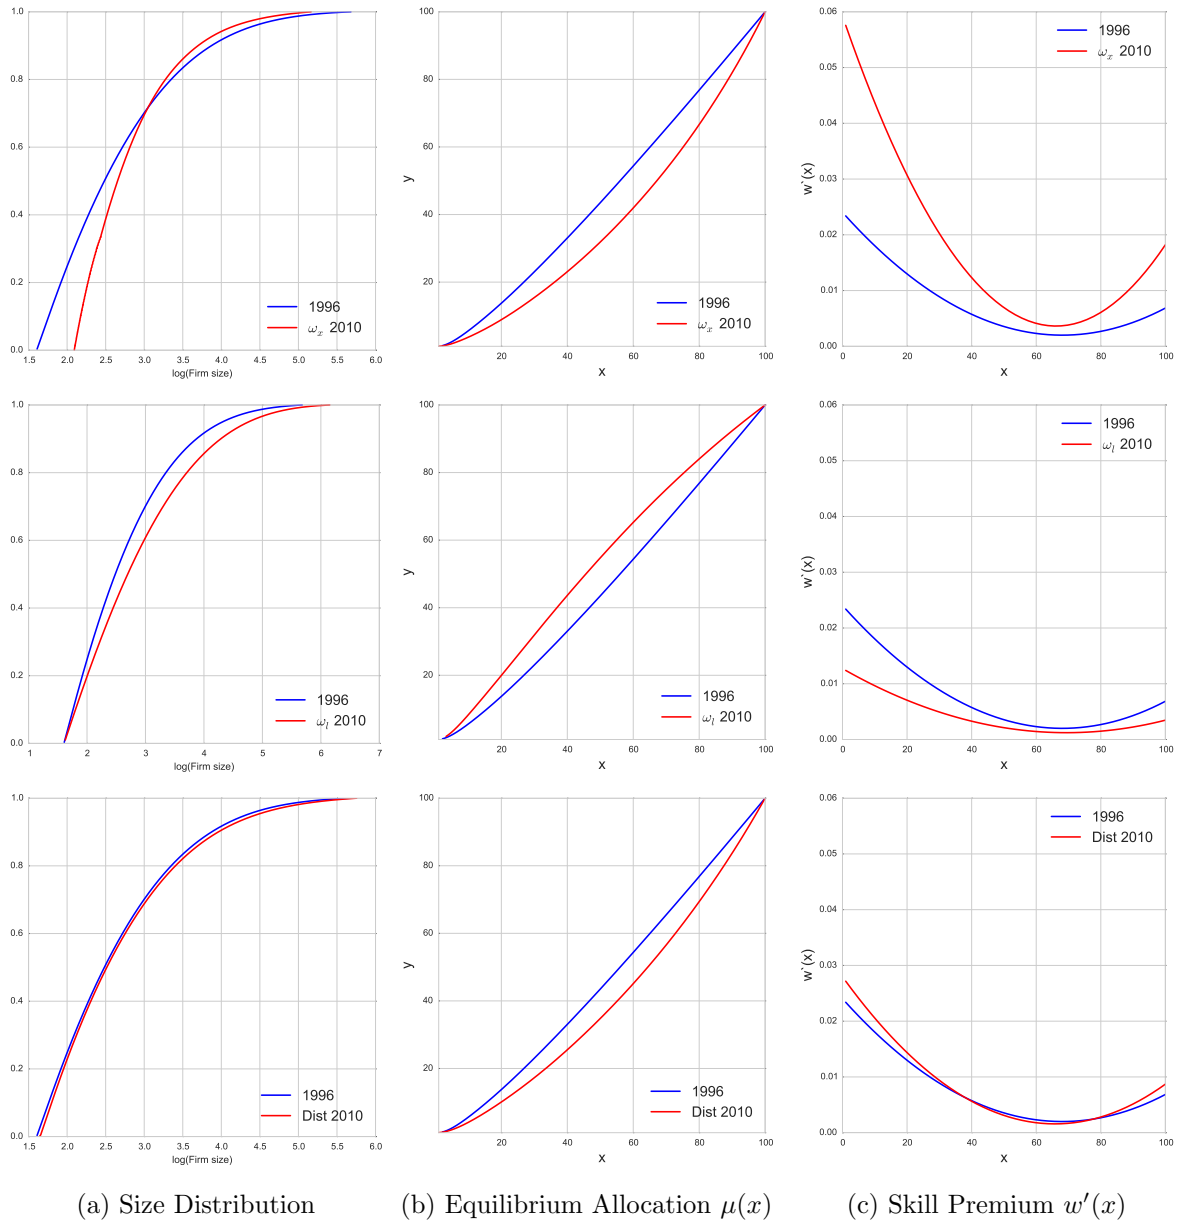 1.0
0.8
0.6
0.4
0.2
0.0
1.5 2.0 2.5 3.0 3.5 4.0 4.5 5.0 5.5 6.0
log(Firm size)
1996
ωₓ 2010
100
80
60
40
20
20 40 60 80 100
y
x
1996
ωₓ 2010
0.06
0.05
0.04
0.03
0.02
0.01
0.00
0 20 40 60 80 100
w`(x)
x
1996
ωₓ 2010
1.0
0.8
0.6
0.4
0.2
0.0
1 2 3 4 5 6 7
log(Firm size)
1996
ωₗ 2010
100
80
60
40
20
20 40 60 80 100
y
x
1996
ωₗ 2010
0.06
0.05
0.04
0.03
0.02
0.01
0.00
0 20 40 60 80 100
w`(x)
x
1996
ωₗ 2010
1.0
0.8
0.6
0.4
0.2
0.0
1.5 2.0 2.5 3.0 3.5 4.0 4.5 5.0 5.5 6.0
log(Firm size)
1996
Dist 2010
100
80
60
40
20
20 40 60 80 100
y
x
1996
Dist 2010
0.06
0.05
0.04
0.03
0.02
0.01
0.00
0 20 40 60 80 100
w`(x)
x
1996
Dist 2010
(a) Size Distribution
(b) Equilibrium Allocation μ(x)
(c) Skill Premium w′(x)